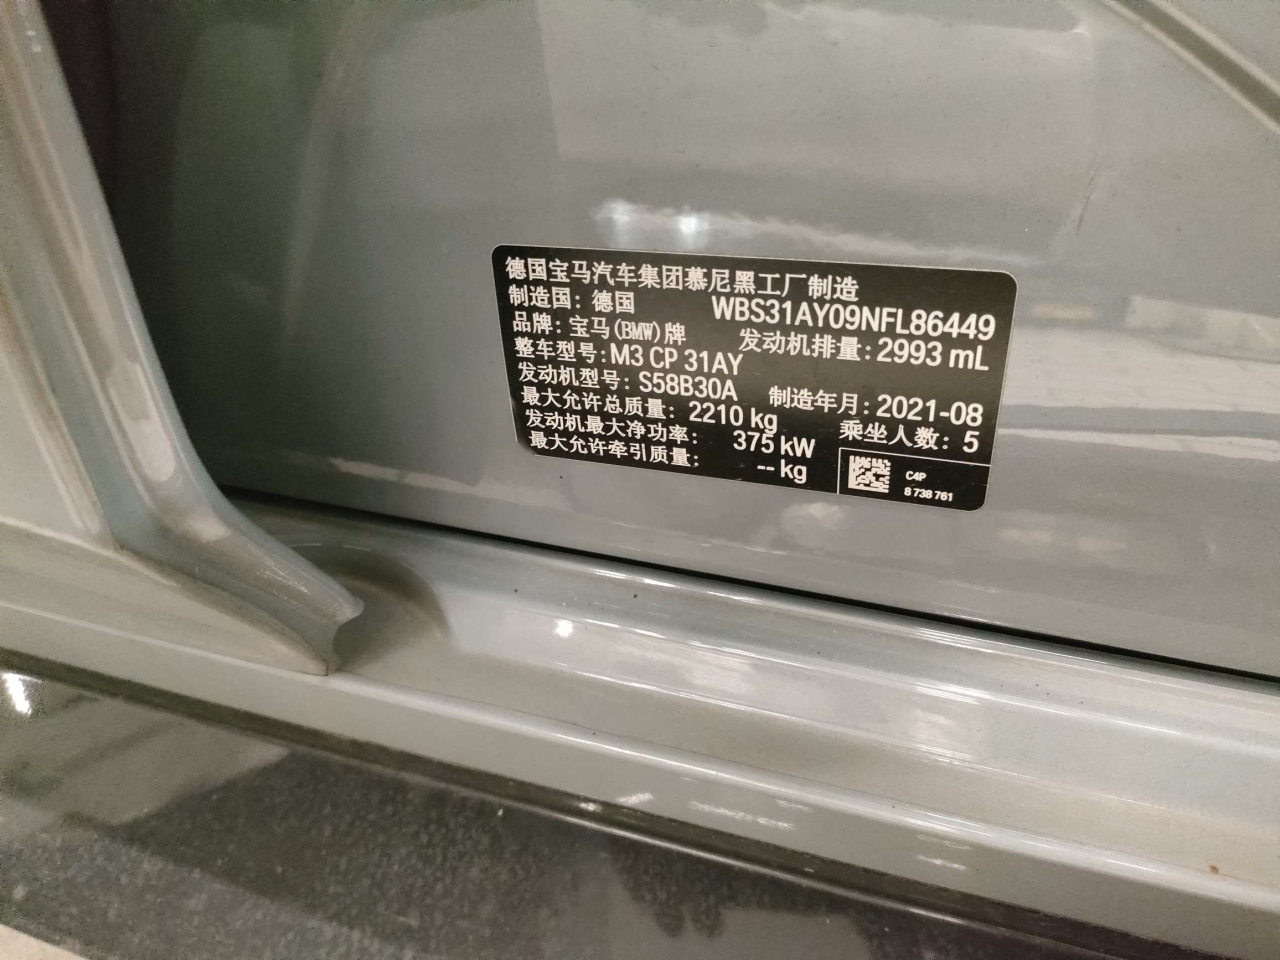 德国宝马汽车集团慕尼黑工厂制造
制造国: 德国 WBS31AY09NFL86449
品牌: 宝马(BMW)牌 发动机排量: 2993 mL
整车型号: M3 CP 31AY
发动机型号: S58B30A 制造年月: 2021-08
最大允许总质量: 2210 kg 乘坐人数: 5
发动机最大净功率: 375 kW
最大允许牵引质量: -- kg
C4P
8 738 761